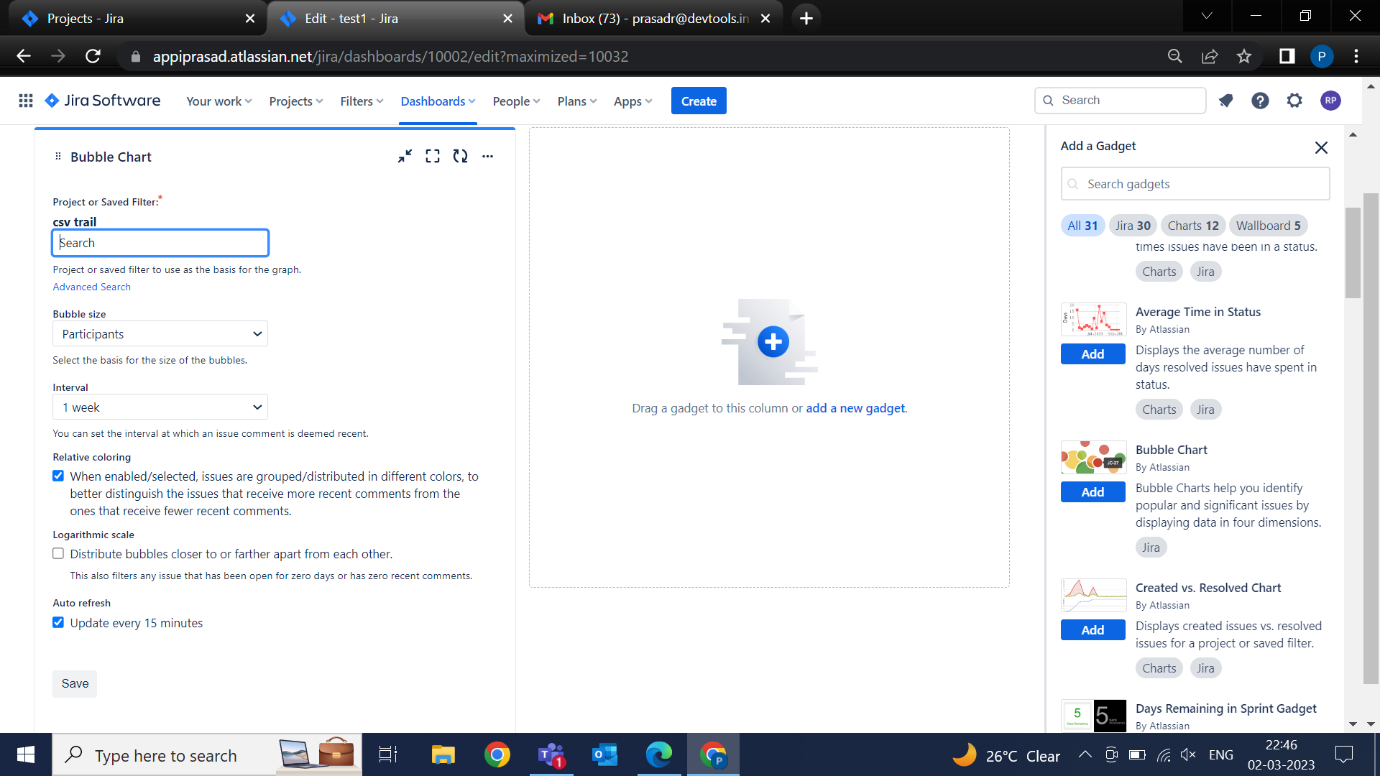 Projects - Jira
Edit - test1 - Jira
Inbox (73) - prasadr@devtools.in
appiprasad.atlassian.net/jira/dashboards/10002/edit?maximized=10032
P
Jira Software
Your work
Projects
Filters
Dashboards
People
Plans
Apps
Create
Search
RP
Bubble Chart
Project or Saved Filter:*
csv trail
Search
Project or saved filter to use as the basis for the graph.
Advanced Search
Bubble size
Participants
Select the basis for the size of the bubbles.
Interval
1 week
You can set the interval at which an issue comment is deemed recent.
Relative coloring
When enabled/selected, issues are grouped/distributed in different colors, to
better distinguish the issues that receive more recent comments from the
ones that receive fewer recent comments.
Logarithmic scale
Distribute bubbles closer to or farther apart from each other.
This also filters any issue that has been open for zero days or has zero recent comments.
Auto refresh
Update every 15 minutes
Save
Drag a gadget to this column or add a new gadget.
Add a Gadget
Search gadgets
All 31
Jira 30
Charts 12
Wallboard 5
times issues have been in a status.
Charts
Jira
Average Time in Status
By Atlassian
Add
Displays the average number of
days resolved issues have spent in
status.
Charts
Jira
Bubble Chart
By Atlassian
Add
Bubble Charts help you identify
popular and significant issues by
displaying data in four dimensions.
Jira
Created vs. Resolved Chart
By Atlassian
Add
Displays created issues vs. resolved
issues for a project or saved filter.
Charts
Jira
5
5
Days Remaining in Sprint Gadget
By Atlassian
Type here to search
1
P
26°C Clear
ENG
22:46
02-03-2023